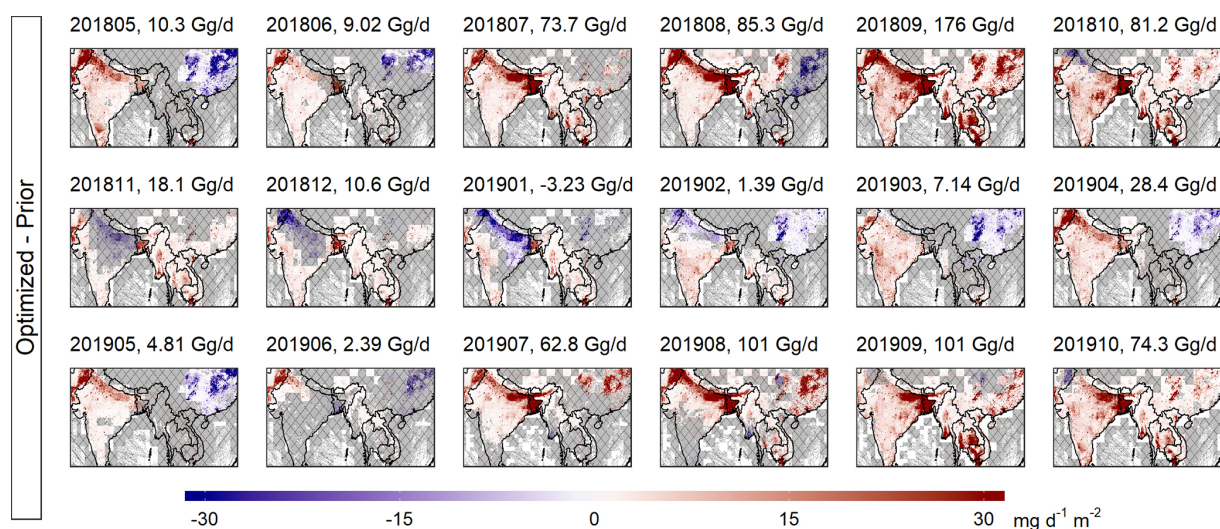 Optimized - Prior
201805, 10.3 Gg/d 201806, 9.02 Gg/d 201807, 73.7 Gg/d 201808, 85.3 Gg/d 201809, 176 Gg/d 201810, 81.2 Gg/d
201811, 18.1 Gg/d 201812, 10.6 Gg/d 201901, -3.23 Gg/d 201902, 1.39 Gg/d 201903, 7.14 Gg/d 201904, 28.4 Gg/d
201905, 4.81 Gg/d 201906, 2.39 Gg/d 201907, 62.8 Gg/d 201908, 101 Gg/d 201909, 101 Gg/d 201910, 74.3 Gg/d
-30 -15 0 15 30 mg d⁻¹ m⁻²